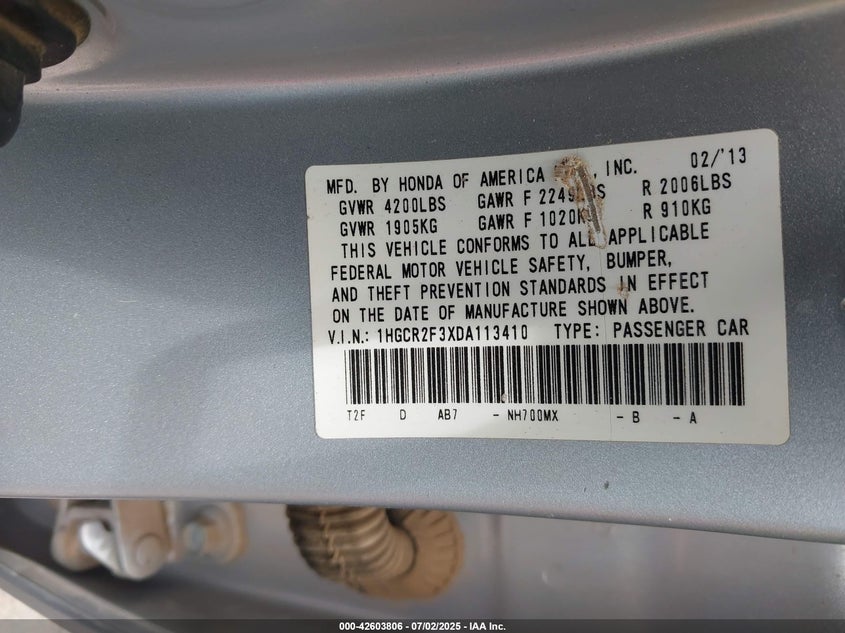 MFD. BY HONDA OF AMERICA , INC. 02/'13
GVWR 4200LBS GAWR F 2249LBS R 2006LBS
GVWR 1905KG GAWR F 1020KG R 910KG
THIS VEHICLE CONFORMS TO ALL APPLICABLE
FEDERAL MOTOR VEHICLE SAFETY, BUMPER,
AND THEFT PREVENTION STANDARDS IN EFFECT
ON THE DATE OF MANUFACTURE SHOWN ABOVE.
V.I.N.: 1HGCR2F3XDA113410 TYPE: PASSENGER CAR
T2F D AB7 - NH700MX - B - A
000-42603806 - 07/02/2025 - IAA Inc.